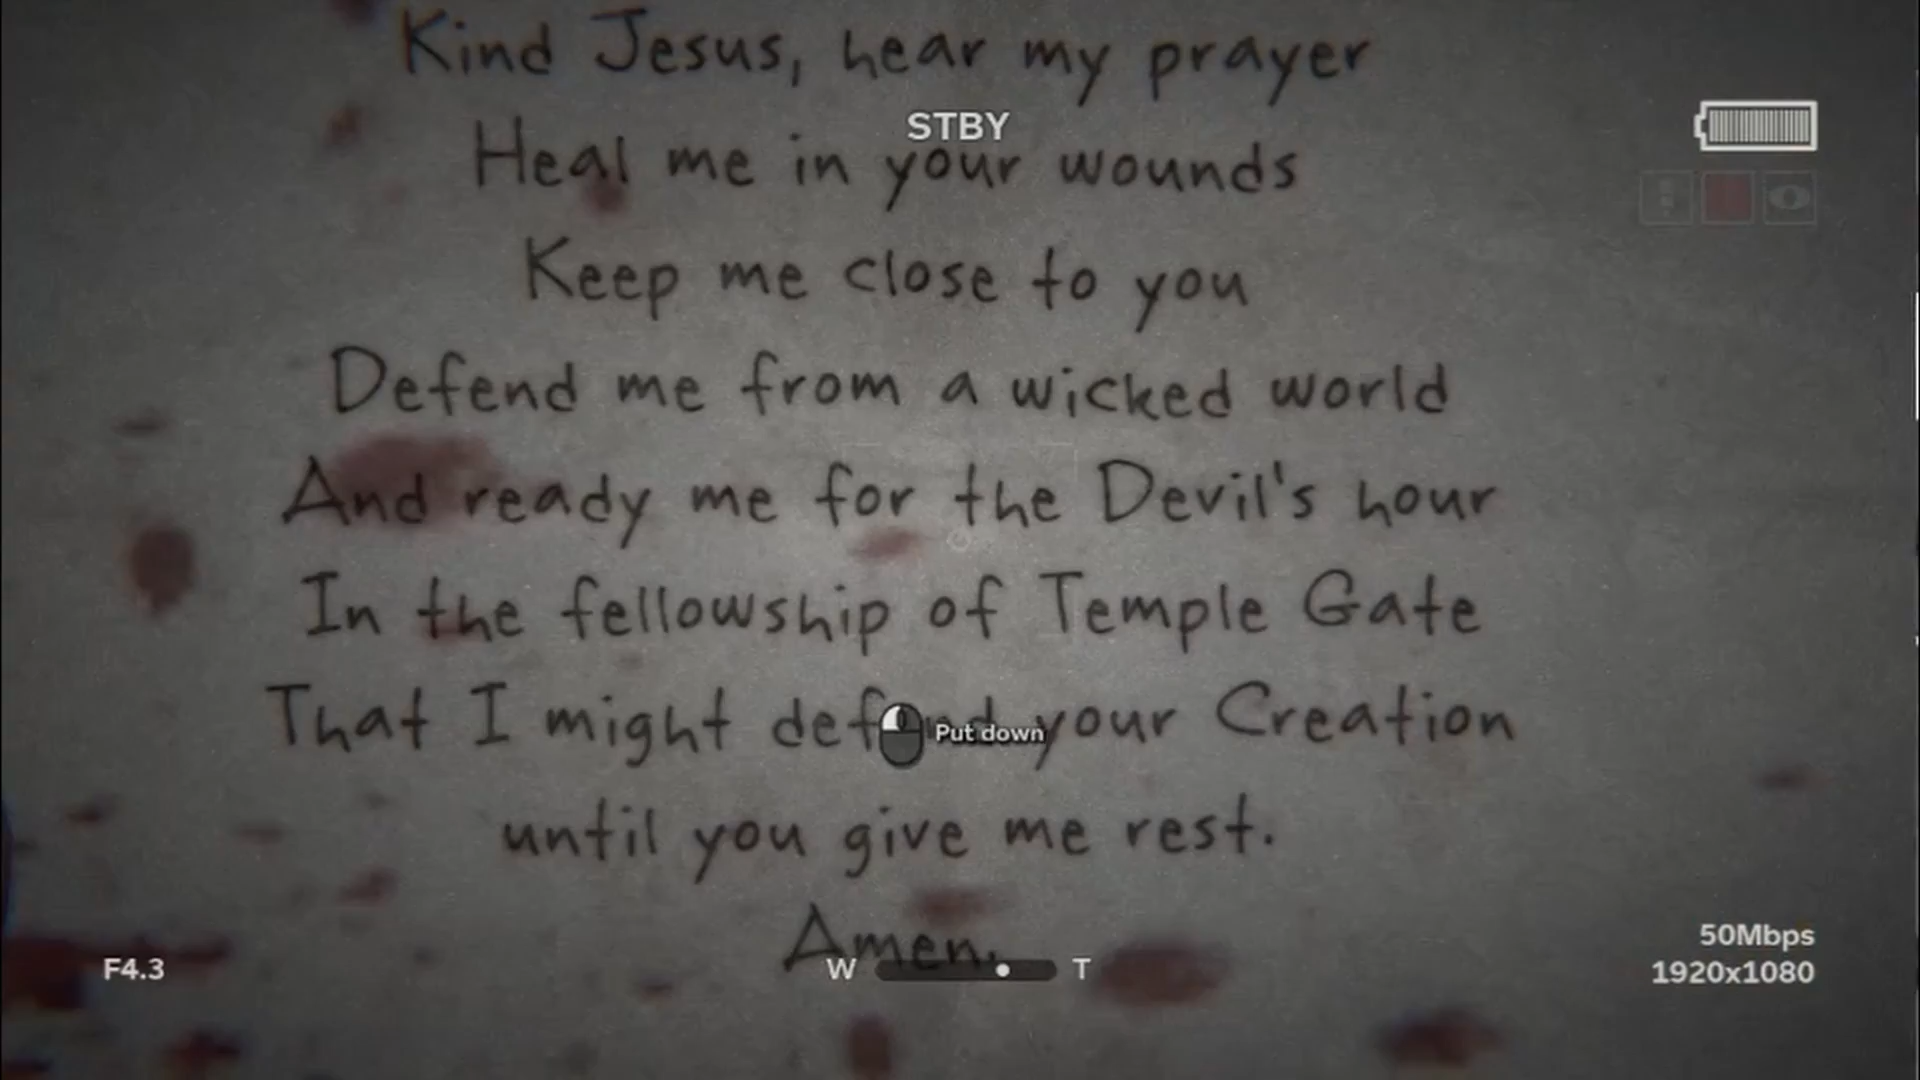 Kind Jesus, hear my prayer
STBY
Heal me in your wounds
Keep me close to you
Defend me from a wicked world
And ready me for the Devil's hour
In the fellowship of Temple Gate
That I might defend your Creation
Put down
until you give me rest.
Amen.
F4.3
W T
50Mbps
1920x1080